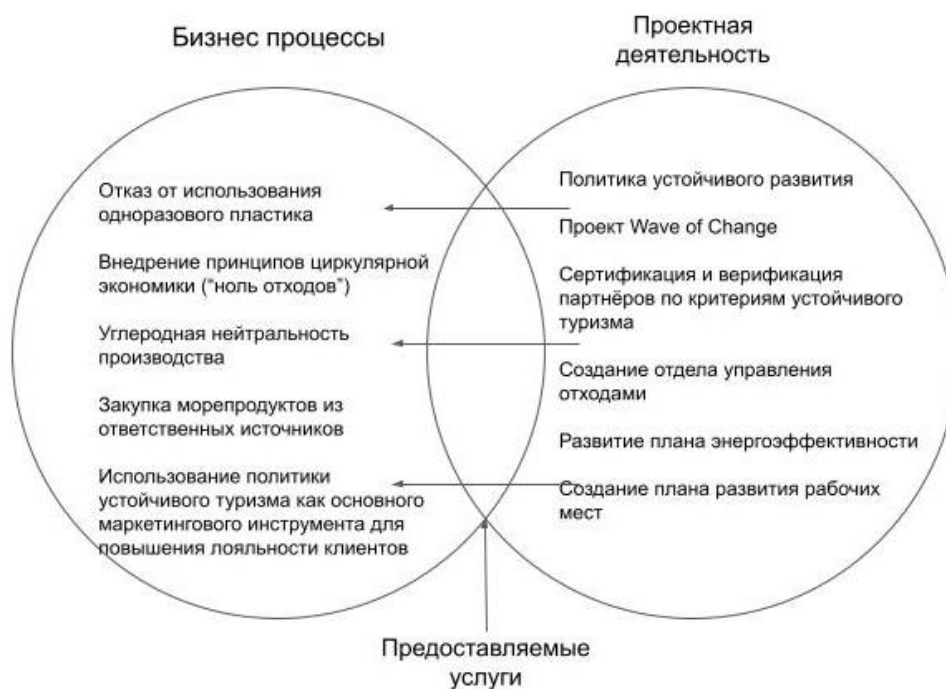 Бизнес процессы
Проектная
деятельность
Отказ от использования
одноразового пластика
Внедрение принципов циркулярной
экономики ("ноль отходов")
Углеродная нейтральность
производства
Закупка морепродуктов из
ответственных источников
Использование политики
устойчивого туризма как основного
маркетингового инструмента для
повышения лояльности клиентов
Политика устойчивого развития
Проект Wave of Change
Сертификация и верификация
партнёров по критериям устойчивого
туризма
Создание отдела управления
отходами
Развитие плана энергоэффективности
Создание плана развития рабочих
мест
Предоставляемые
услуги